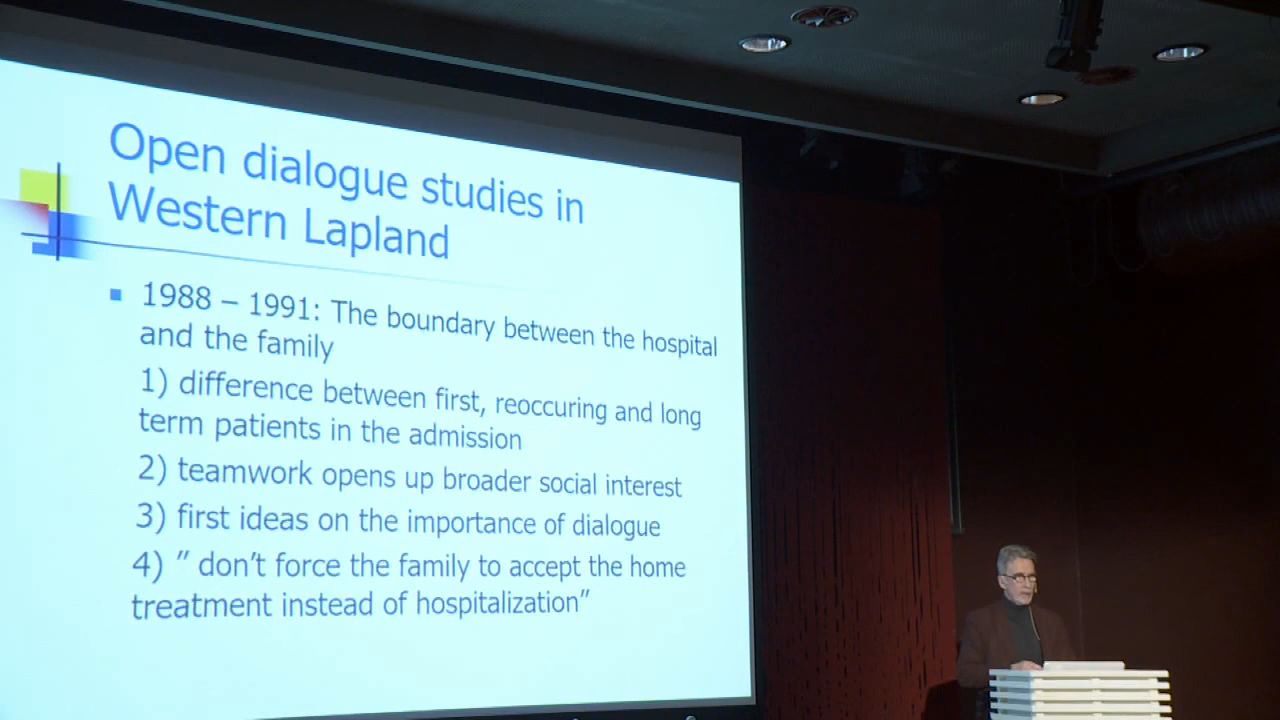 Open dialogue studies in
Western Lapland
1988 – 1991: The boundary between the hospital
and the family
1) difference between first, reoccuring and long
term patients in the admission
2) teamwork opens up broader social interest
3) first ideas on the importance of dialogue
4) ” don’t force the family to accept the home
treatment instead of hospitalization”